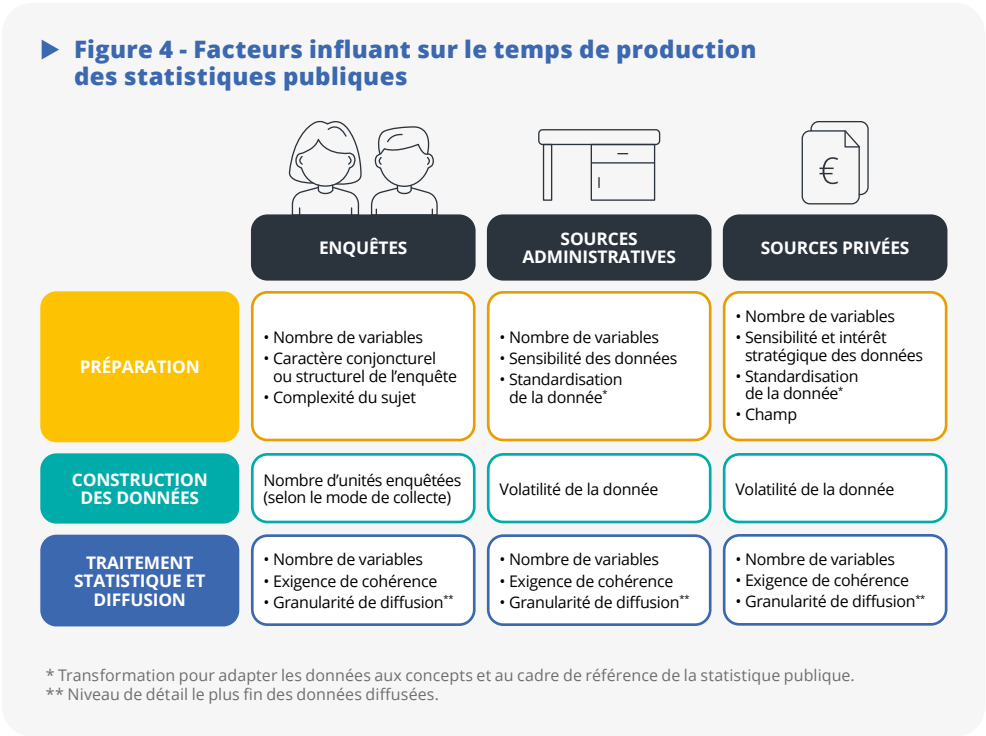 Figure 4 - Facteurs influant sur le temps de production
des statistiques publiques
€
ENQUÊTES
SOURCES
ADMINISTRATIVES
SOURCES PRIVÉES
PRÉPARATION
• Nombre de variables
• Caractère conjoncturel
ou structurel de l’enquête
• Complexité du sujet
• Nombre de variables
• Sensibilité des données
• Standardisation
de la donnée*
• Nombre de variables
• Sensibilité et intérêt
stratégique des données
• Standardisation
de la donnée*
• Champ
CONSTRUCTION
DES DONNÉES
Nombre d’unités enquêtées
(selon le mode de collecte)
Volatilité de la donnée
Volatilité de la donnée
TRAITEMENT
STATISTIQUE ET
DIFFUSION
• Nombre de variables
• Exigence de cohérence
• Granularité de diffusion**
• Nombre de variables
• Exigence de cohérence
• Granularité de diffusion**
• Nombre de variables
• Exigence de cohérence
• Granularité de diffusion**
* Transformation pour adapter les données aux concepts et au cadre de référence de la statistique publique.
** Niveau de détail le plus fin des données diffusées.